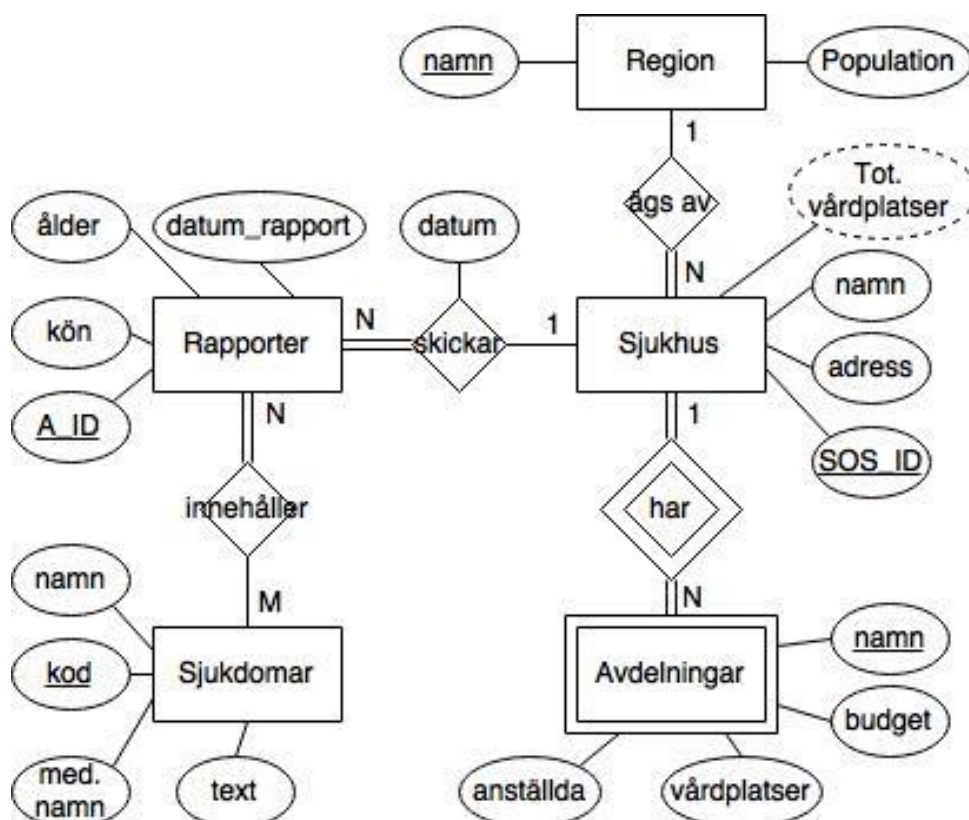 namn
Region
Population
1
ägs av
Tot.
vårdplatser
ålder
datum_rapport
datum
N
namn
kön
Rapporter
N
skickar
1
Sjukhus
adress
A_ID
N
1
SOS_ID
innehåller
har
namn
M
N
kod
Sjukdomar
Avdelningar
namn
budget
med.
namn
text
anställda
vårdplatser